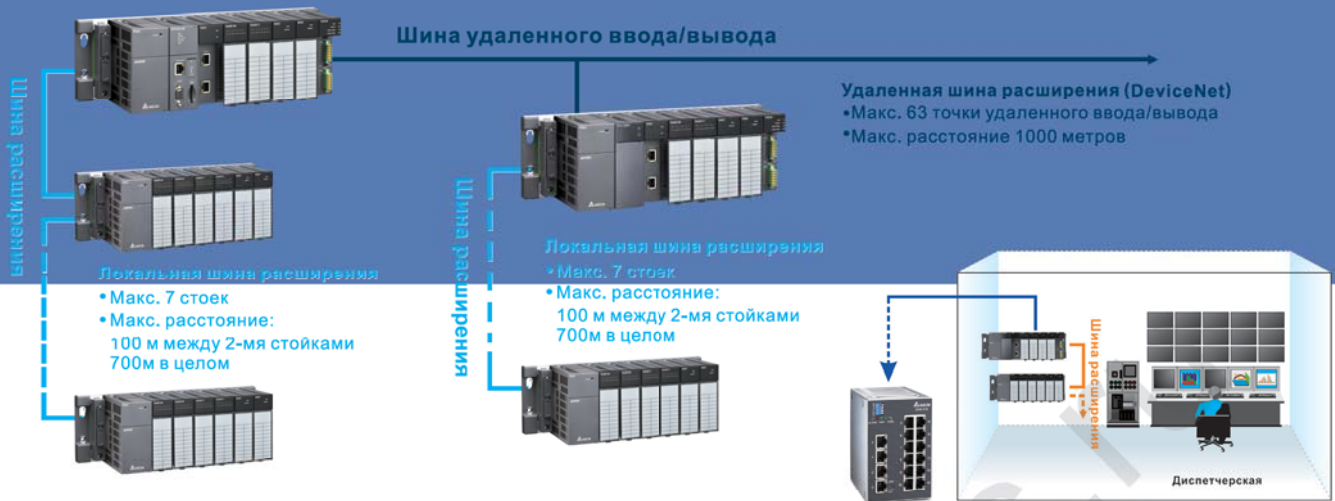 Шина удаленного ввода/вывода
Удаленная шина расширения (DeviceNet)
•Макс. 63 точки удаленного ввода/вывода
•Макс. расстояние 1000 метров
Шина расширения
Локальная шина расширения
• Макс. 7 стоек
• Макс. расстояние:
100 м между 2-мя стойками
700м в целом
Шина расширения
Локальная шина расширения
• Макс. 7 стоек
• Макс. расстояние:
100 м между 2-мя стойками
700м в целом
Шина расширения
Диспетчерская